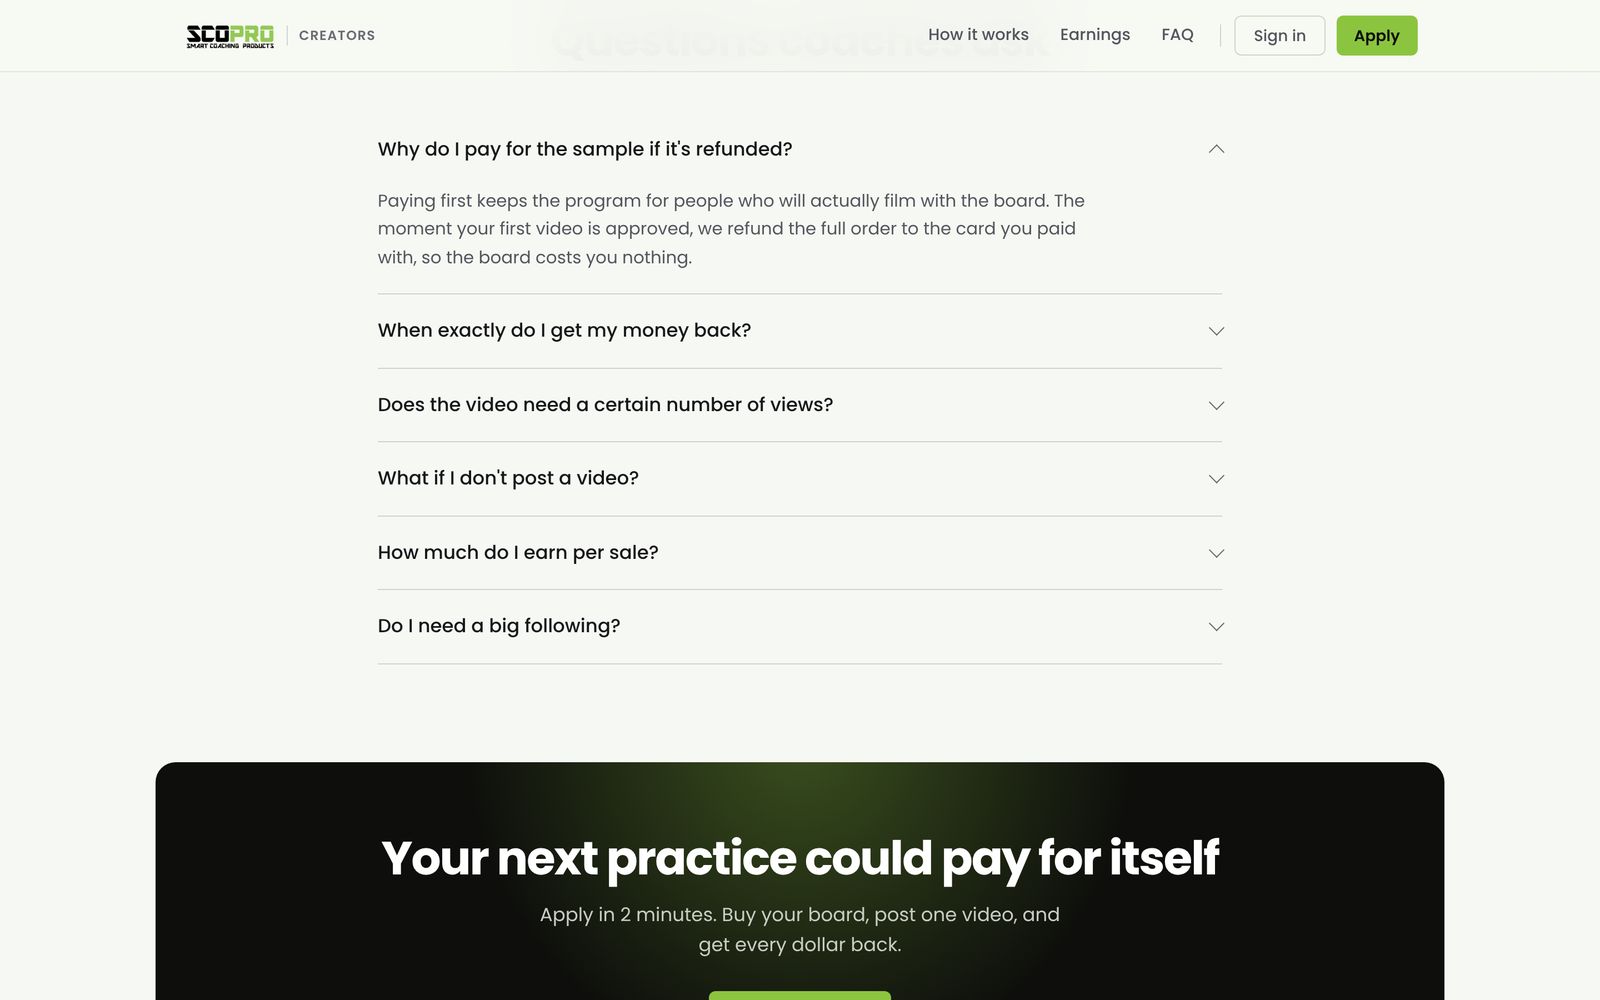 SCOPRO
SMART COACHING PRODUCTS
CREATORS
How it works
Earnings
FAQ
Sign in
Apply
Questions coaches ask
Why do I pay for the sample if it's refunded?
Paying first keeps the program for people who will actually film with the board. The
moment your first video is approved, we refund the full order to the card you paid
with, so the board costs you nothing.
When exactly do I get my money back?
Does the video need a certain number of views?
What if I don't post a video?
How much do I earn per sale?
Do I need a big following?
Your next practice could pay for itself
Apply in 2 minutes. Buy your board, post one video, and
get every dollar back.